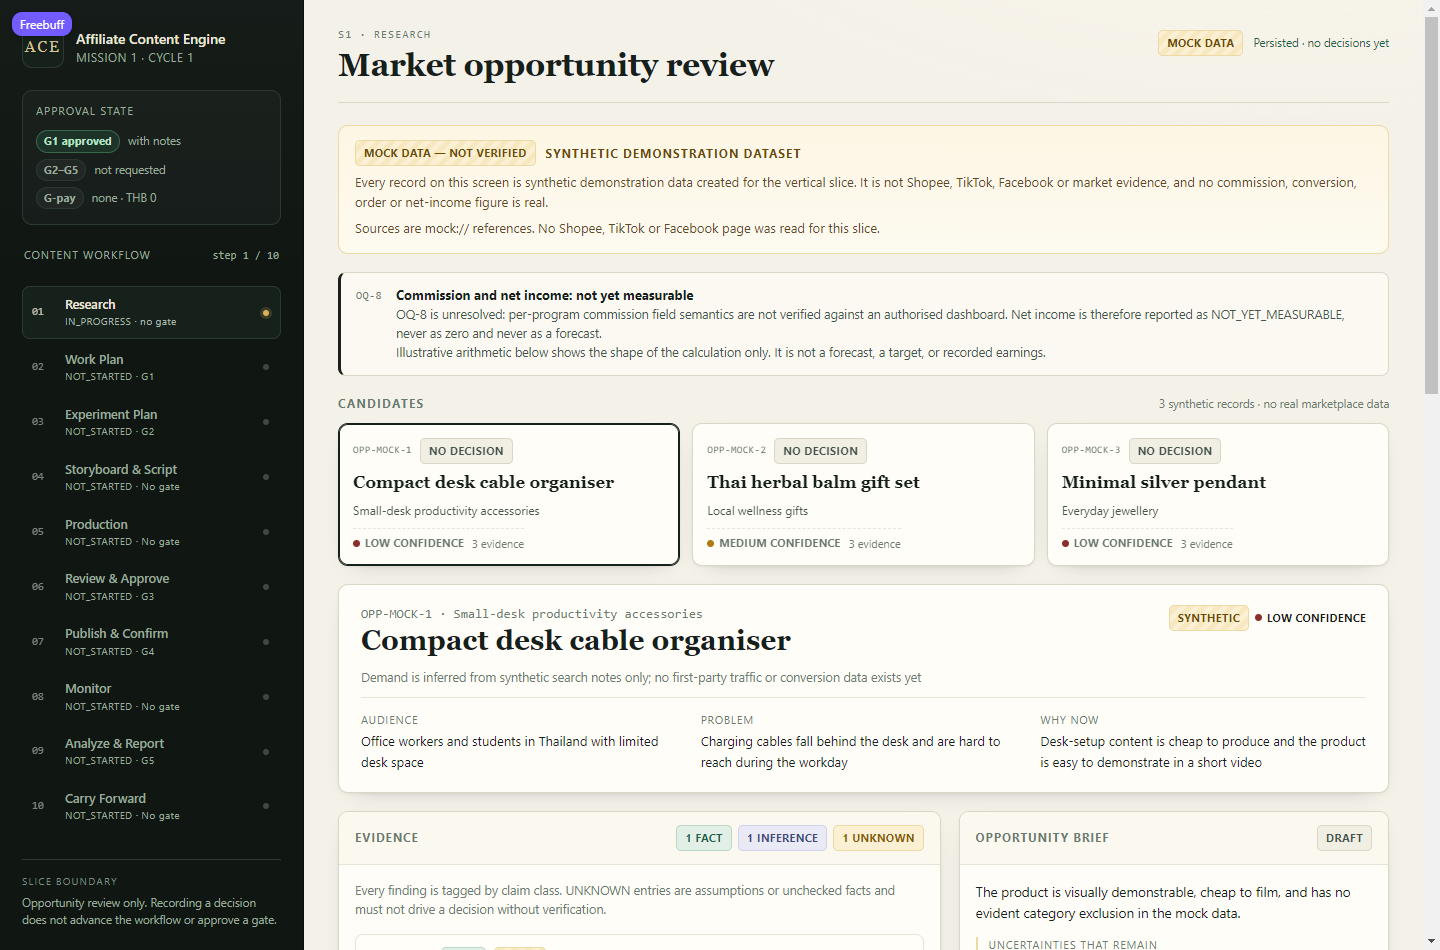 Freebuff
ACE
Affiliate Content Engine
MISSION 1 · CYCLE 1
APPROVAL STATE
G1 approved with notes
G2–G5 not requested
G-pay none · THB 0
CONTENT WORKFLOW step 1 / 10
01 Research
IN_PROGRESS · no gate
02 Work Plan
NOT_STARTED · G1
03 Experiment Plan
NOT_STARTED · G2
04 Storyboard & Script
NOT_STARTED · No gate
05 Production
NOT_STARTED · No gate
06 Review & Approve
NOT_STARTED · G3
07 Publish & Confirm
NOT_STARTED · G4
08 Monitor
NOT_STARTED · No gate
09 Analyze & Report
NOT_STARTED · G5
10 Carry Forward
NOT_STARTED · No gate
SLICE BOUNDARY
Opportunity review only. Recording a decision
does not advance the workflow or approve a gate.
S1 · RESEARCH
Market opportunity review
MOCK DATA Persisted · no decisions yet
MOCK DATA — NOT VERIFIED SYNTHETIC DEMONSTRATION DATASET
Every record on this screen is synthetic demonstration data created for the vertical slice. It is not Shopee, TikTok, Facebook or market evidence, and no commission, conversion,
order or net-income figure is real.
Sources are mock:// references. No Shopee, TikTok or Facebook page was read for this slice.
OQ-8 Commission and net income: not yet measurable
OQ-8 is unresolved: per-program commission field semantics are not verified against an authorised dashboard. Net income is therefore reported as NOT_YET_MEASURABLE,
never as zero and never as a forecast.
Illustrative arithmetic below shows the shape of the calculation only. It is not a forecast, a target, or recorded earnings.
CANDIDATES 3 synthetic records · no real marketplace data
OPP-MOCK-1 NO DECISION
Compact desk cable organiser
Small-desk productivity accessories
LOW CONFIDENCE 3 evidence
OPP-MOCK-2 NO DECISION
Thai herbal balm gift set
Local wellness gifts
MEDIUM CONFIDENCE 3 evidence
OPP-MOCK-3 NO DECISION
Minimal silver pendant
Everyday jewellery
LOW CONFIDENCE 3 evidence
OPP-MOCK-1 · Small-desk productivity accessories
Compact desk cable organiser
SYNTHETIC LOW CONFIDENCE
Demand is inferred from synthetic search notes only; no first-party traffic or conversion data exists yet
AUDIENCE
Office workers and students in Thailand with limited
desk space
PROBLEM
Charging cables fall behind the desk and are hard to
reach during the workday
WHY NOW
Desk-setup content is cheap to produce and the product
is easy to demonstrate in a short video
EVIDENCE 1 FACT 1 INFERENCE 1 UNKNOWN
Every finding is tagged by claim class. UNKNOWN entries are assumptions or unchecked facts and
must not drive a decision without verification.
OPPORTUNITY BRIEF DRAFT
The product is visually demonstrable, cheap to film, and has no
evident category exclusion in the mock data.
UNCERTAINTIES THAT REMAIN